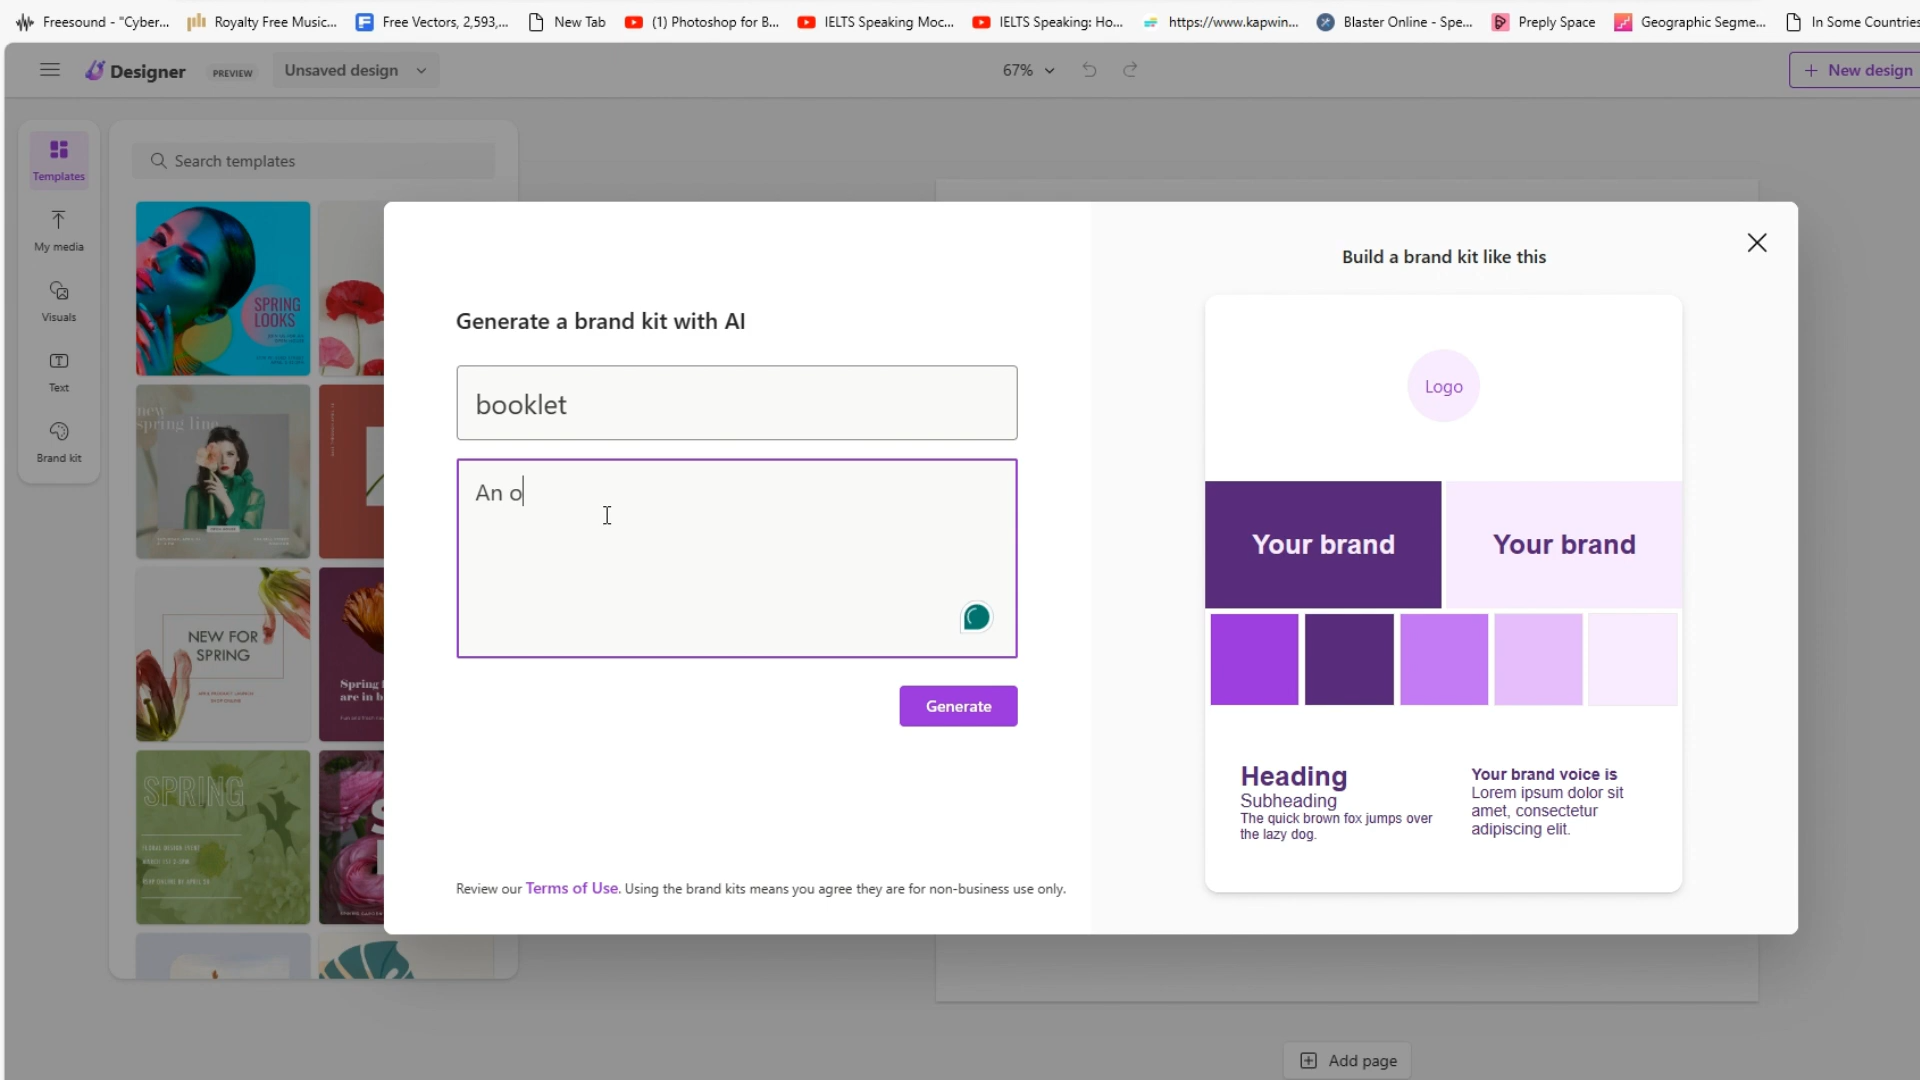 Freesound - "Cyber...
Royalty Free Music...
Free Vectors, 2,593,...
New Tab
(1) Photoshop for B...
IELTS Speaking Moc...
IELTS Speaking: Ho...
https://www.kapwin...
Blaster Online - Spe...
Preply Space
Geographic Segme...
In Some Countries
Designer
PREVIEW
Unsaved design
67%
+ New design
Templates
My media
Visuals
Text
Brand kit
Search templates
SPRING
LOOKS
new
spring line
NEW FOR
SPRING
Spring
are in b
SPRING
Generate a brand kit with AI
booklet
An o
Generate
Review our Terms of Use. Using the brand kits means you agree they are for non-business use only.
Build a brand kit like this
Logo
Your brand
Your brand
Heading
Subheading
The quick brown fox jumps over
the lazy dog.
Your brand voice is
Lorem ipsum dolor sit
amet, consectetur
adipiscing elit.
Add page